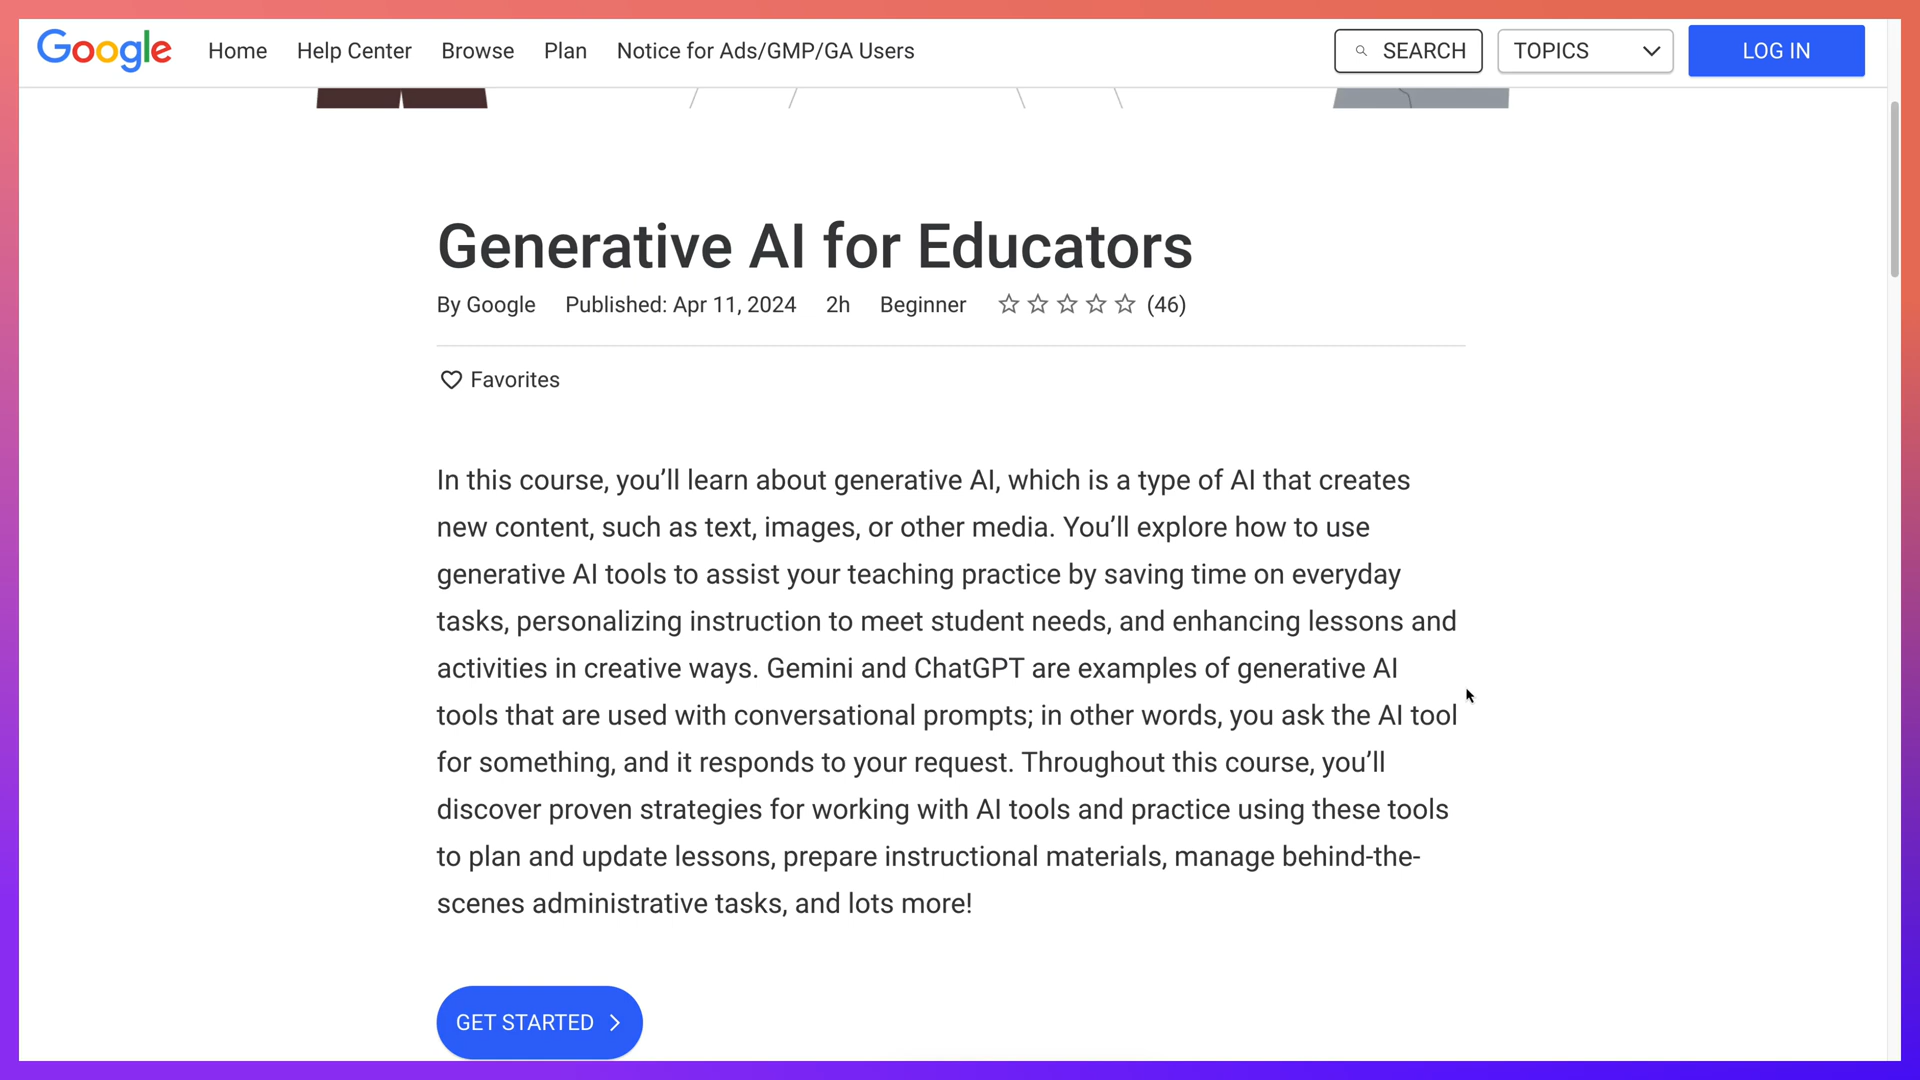 Google Home Help Center Browse Plan Notice for Ads/GMP/GA Users SEARCH TOPICS LOG IN
Generative AI for Educators
By Google Published: Apr 11, 2024 2h Beginner (46)
Favorites
In this course, you’ll learn about generative AI, which is a type of AI that creates
new content, such as text, images, or other media. You’ll explore how to use
generative AI tools to assist your teaching practice by saving time on everyday
tasks, personalizing instruction to meet student needs, and enhancing lessons and
activities in creative ways. Gemini and ChatGPT are examples of generative AI
tools that are used with conversational prompts; in other words, you ask the AI tool
for something, and it responds to your request. Throughout this course, you’ll
discover proven strategies for working with AI tools and practice using these tools
to plan and update lessons, prepare instructional materials, manage behind-the-
scenes administrative tasks, and lots more!
GET STARTED